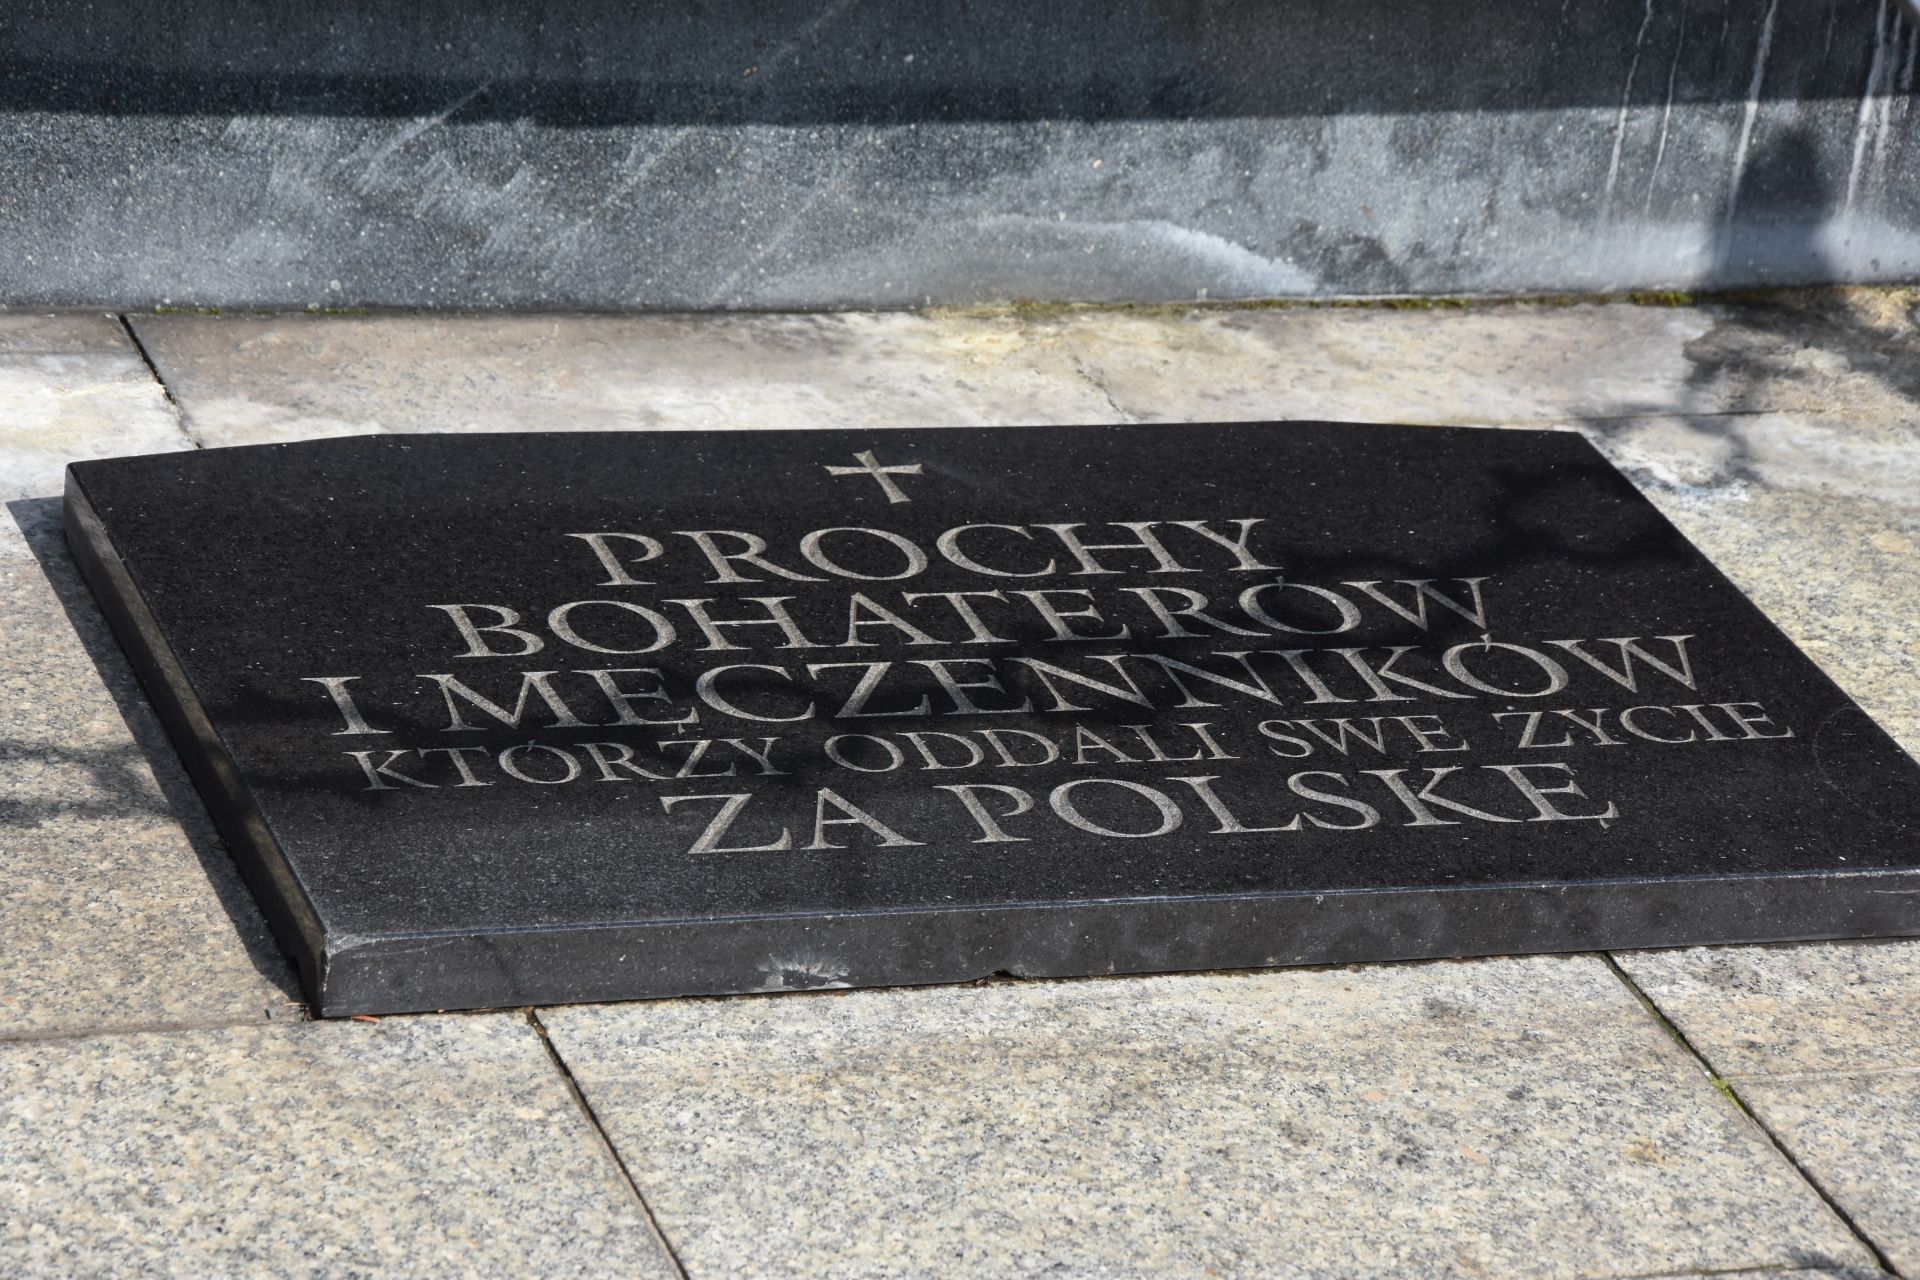 PROCHY
BOHATERÓW
I MĘCZENNIKÓW
KTÓRZY ODDALI SWE ŻYCIE
ZA POLSKĘ